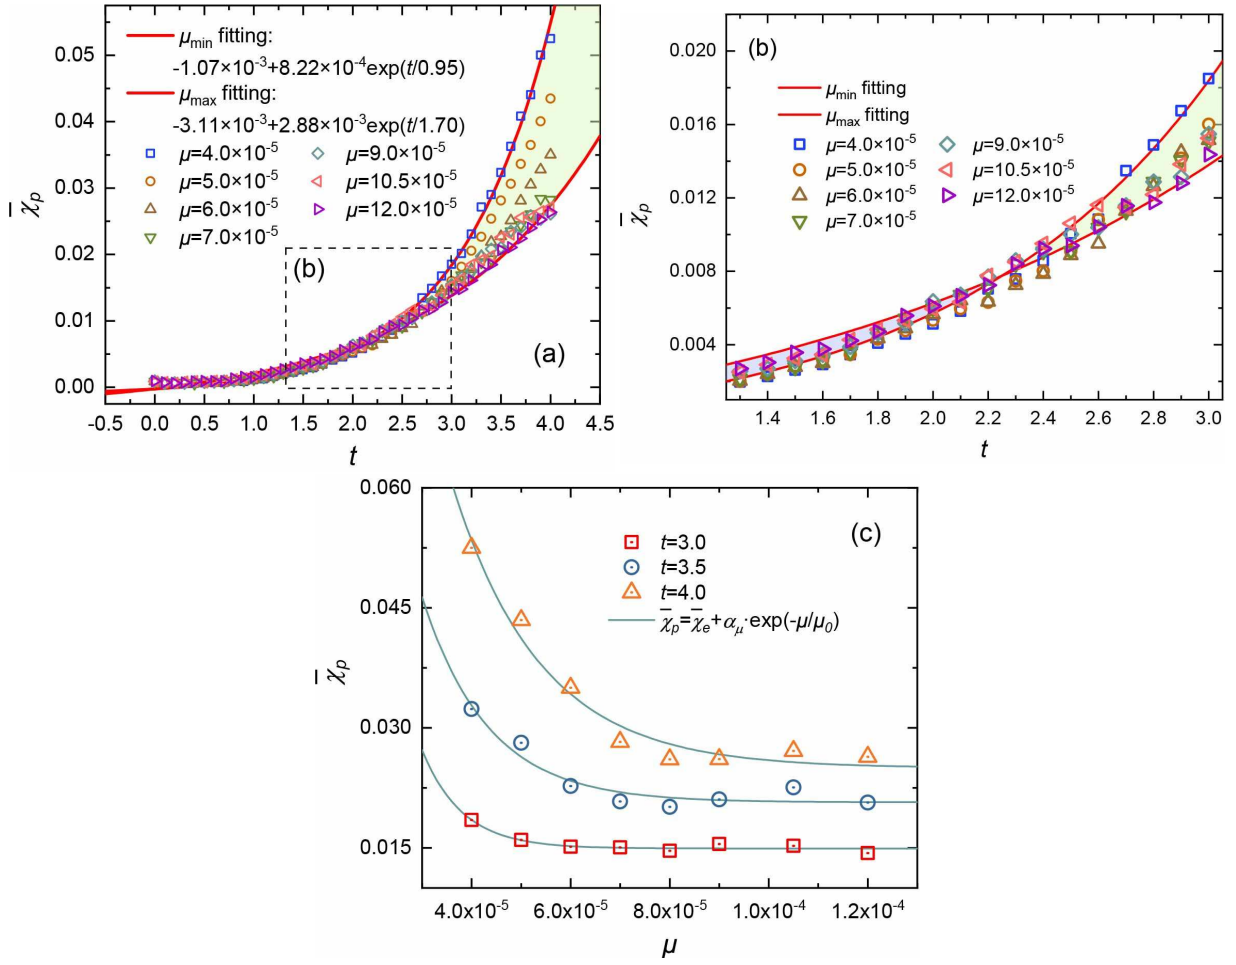 μmin fitting:
-1.07×10⁻³+8.22×10⁻⁴exp(t/0.95)
μmax fitting:
-3.11×10⁻³+2.88×10⁻³exp(t/1.70)
μ=4.0×10⁻⁵ μ=9.0×10⁻⁵
μ=5.0×10⁻⁵ μ=10.5×10⁻⁵
μ=6.0×10⁻⁵ μ=12.0×10⁻⁵
μ=7.0×10⁻⁵
0.05
0.04
0.03
0.02
0.01
0.00
χ̄p
(b)
(a)
-0.5 0.0 0.5 1.0 1.5 2.0 2.5 3.0 3.5 4.0 4.5
t
(b)
μmin fitting
μmax fitting
μ=4.0×10⁻⁵ μ=9.0×10⁻⁵
μ=5.0×10⁻⁵ μ=10.5×10⁻⁵
μ=6.0×10⁻⁵ μ=12.0×10⁻⁵
μ=7.0×10⁻⁵
0.020
0.016
0.012
0.008
0.004
χ̄p
1.4 1.6 1.8 2.0 2.2 2.4 2.6 2.8 3.0
t
(c)
t=3.0
t=3.5
t=4.0
χ̄p=χ̄e+αμ·exp(-μ/μ0)
0.060
0.045
0.030
0.015
χ̄p
4.0x10⁻⁵ 6.0x10⁻⁵ 8.0x10⁻⁵ 1.0x10⁻⁴ 1.2x10⁻⁴
μ